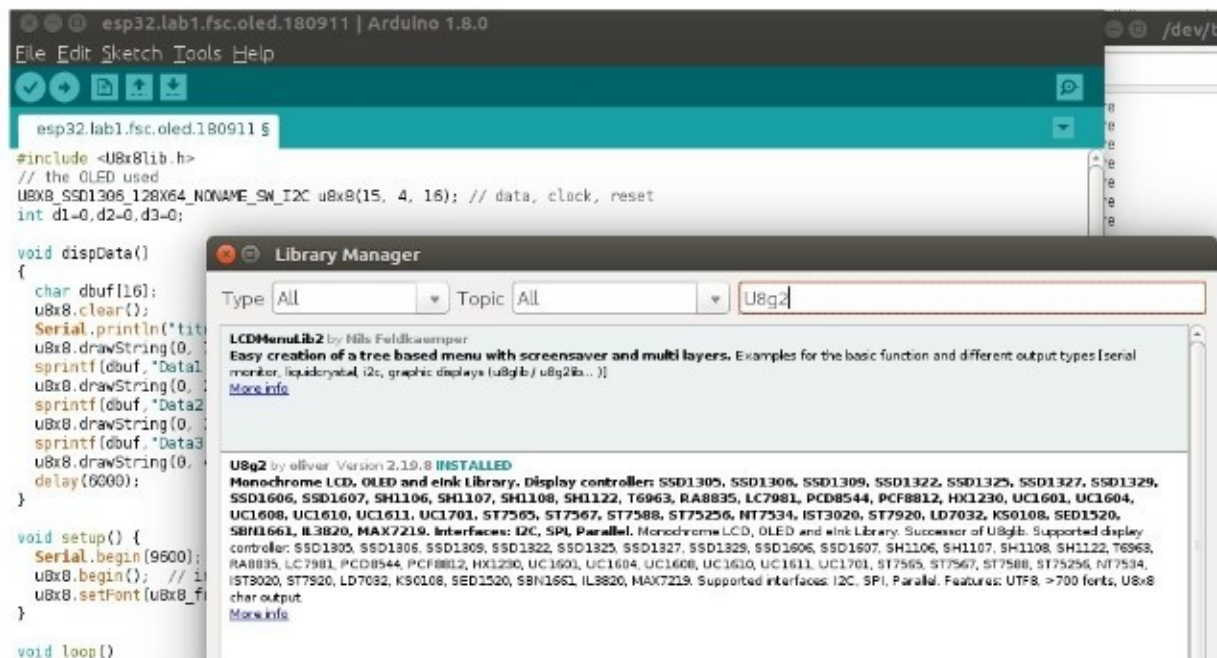 esp32.lab1.fsc.oled.180911 | Arduino 1.8.0
/dev/t
File Edit Sketch Tools Help
esp32.lab1.fsc.oled.180911 §
#include <U8x8lib.h>
// the OLED used
U8X8_SSD1306_128X64_NONAME_SW_I2C u8x8(15, 4, 16); // data, clock, reset
int d1=0,d2=0,d3=0;
void dispData()
{
char dbuf[16];
u8x8.clear();
Serial.println("tit
u8x8.drawString(0,
sprintf(dbuf,"Data1
u8x8.drawString(0,
sprintf(dbuf,"Data2
u8x8.drawString(0,
sprintf(dbuf,"Data3
u8x8.drawString(0,
delay(6000);
}
void setup() {
Serial.begin(9600);
u8x8.begin(); // i
u8x8.setFont(u8x8_f
}
void loop()
re
re
re
re
re
re
re
Library Manager
Type All Topic All U8g2
LCDMenuLib2 by Nils Feldkaemper
Easy creation of a tree based menu with screensaver and multi layers. Examples for the basic function and different output types [serial
monitor, liquidcrystal, i2c, graphic displays (u8glib / u8g2lib... )]
More info
U8g2 by oliver Version 2.19.8 INSTALLED
Monochrome LCD, OLED and eInk Library. Display controller: SSD1305, SSD1306, SSD1309, SSD1322, SSD1325, SSD1327, SSD1329,
SSD1606, SSD1607, SH1106, SH1107, SH1108, SH1122, T6963, RA8835, LC7981, PCD8544, PCF8812, HX1230, UC1601, UC1604,
UC1608, UC1610, UC1611, UC1701, ST7565, ST7567, ST7588, ST75256, NT7534, IST3020, ST7920, LD7032, KS0108, SED1520,
SBN1661, IL3820, MAX7219. Interfaces: I2C, SPI, Parallel. Monochrome LCD, OLED and eInk Library. Successor of U8glib. Supported display
controller: SSD1305, SSD1306, SSD1309, SSD1322, SSD1325, SSD1327, SSD1329, SSD1606, SSD1607, SH1106, SH1107, SH1108, SH1122, T6963,
RA8835, LC7981, PCD8544, PCF8812, HX1230, UC1601, UC1604, UC1608, UC1610, UC1611, UC1701, ST7565, ST7567, ST7588, ST75256, NT7534,
IST3020, ST7920, LD7032, KS0108, SED1520, SBN1661, IL3820, MAX7219. Supported interfaces: I2C, SPI, Parallel. Features: UTF8, >700 fonts, U8x8
char output.
More info